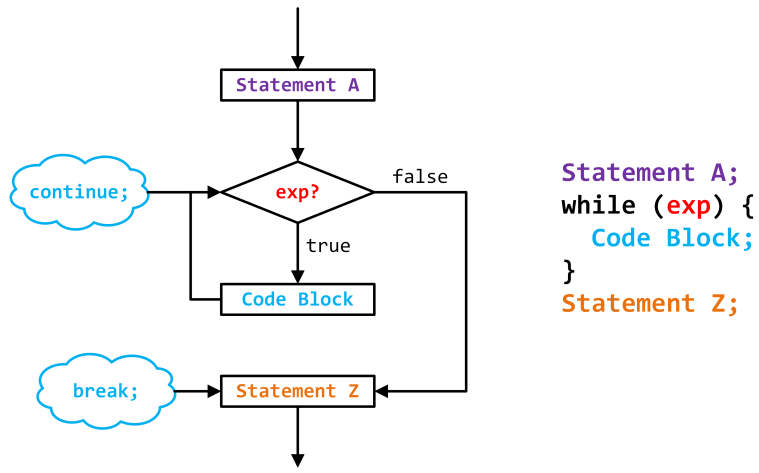 Statement A
continue;
exp?
false
true
Code Block
break;
Statement Z
Statement A;
while (exp) {
  Code Block;
}
Statement Z;